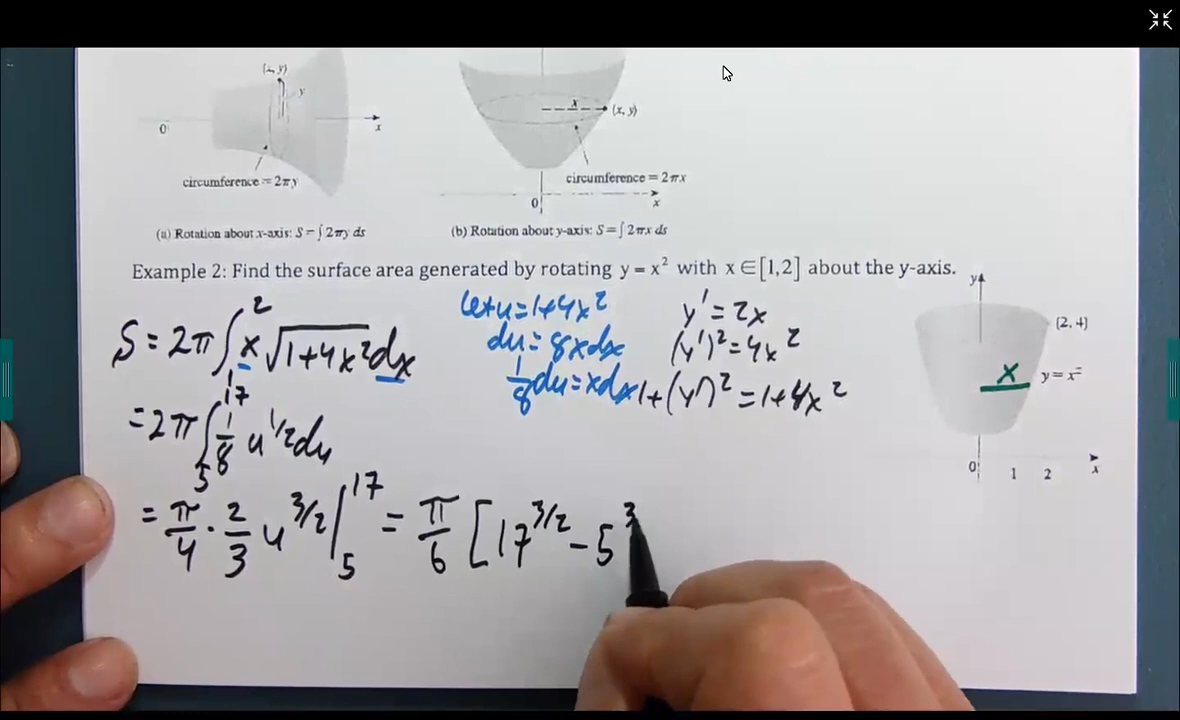 (x, y)
y
0
x
circumference = 2πy
(a) Rotation about x-axis: S = ∫ 2πy ds
x
(x, y)
circumference = 2πx
0
x
(b) Rotation about y-axis: S = ∫ 2πx ds
Example 2: Find the surface area generated by rotating y = x² with x ∈ [1,2] about the y-axis.
S = 2π ∫₁² x √(1+4x²) dx
= 2π ∫₅¹⁷ 1/8 u^(1/2) du
= π/4 · 2/3 u^(3/2) |₅¹⁷ = π/6 [17^(3/2) − 5^3
let u = 1+4x²
du = 8x dx
1/8 du = x dx
y' = 2x
(y')² = 4x²
1+(y')² = 1+4x²
y
(2, 4)
x
y = x²
0
1
2
x